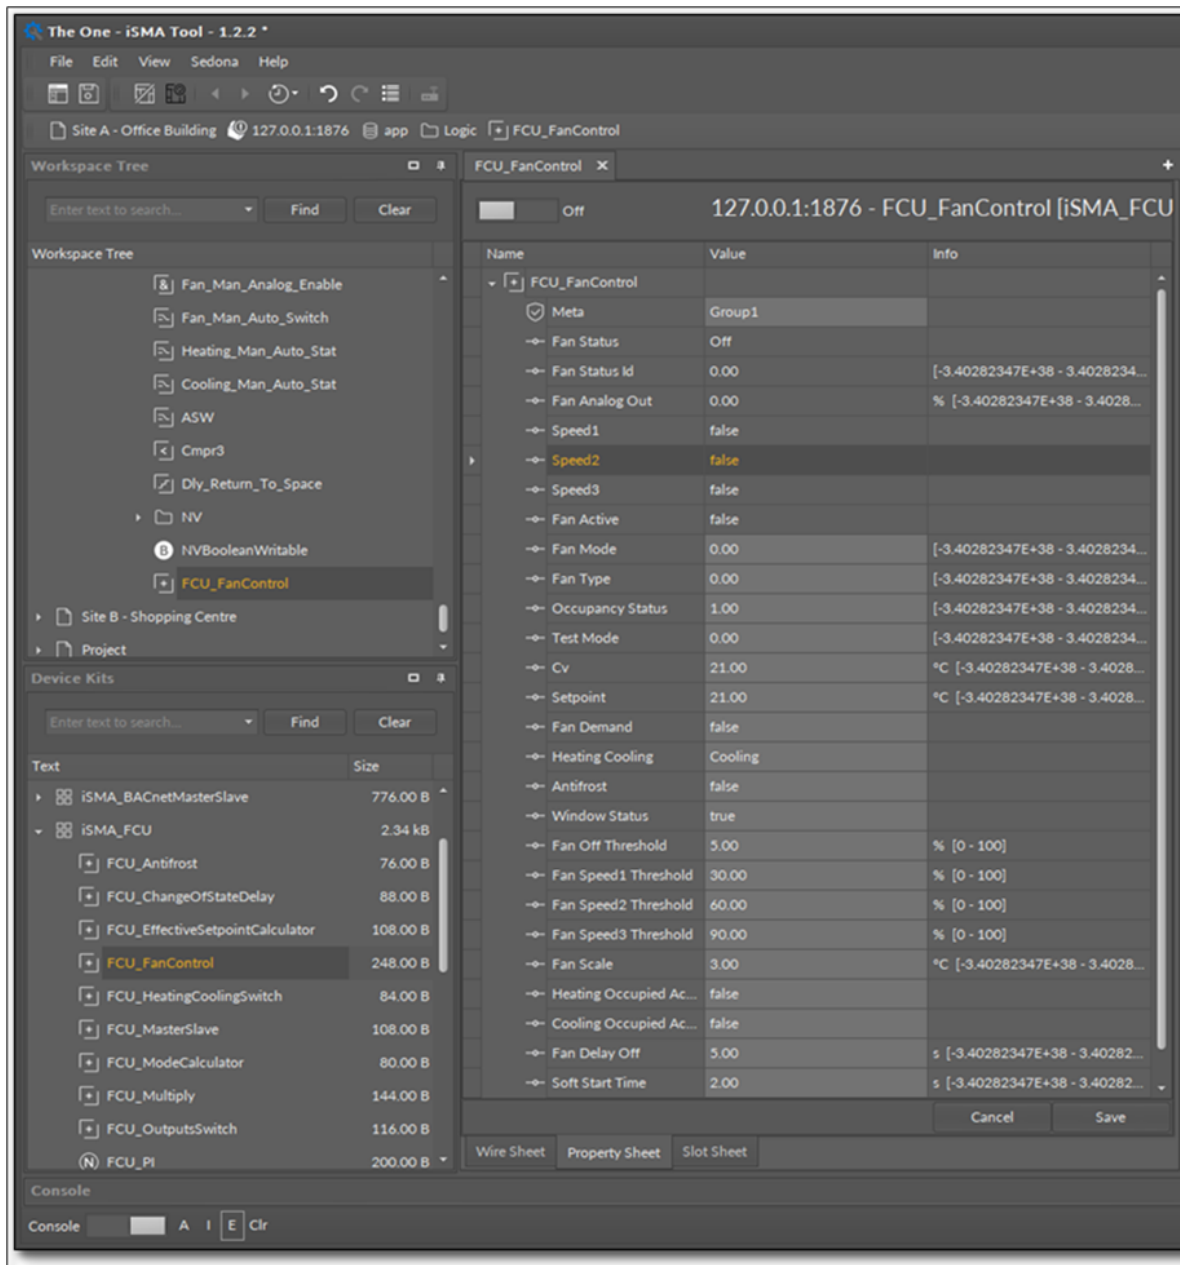 The One - iSMA Tool - 1.2.2 *
File Edit View Sedona Help
Site A - Office Building 127.0.0.1:1876 app Logic FCU_FanControl
Workspace Tree
Enter text to search... Find Clear
Workspace Tree
Fan_Man_Analog_Enable
Fan_Man_Auto_Switch
Heating_Man_Auto_Stat
Cooling_Man_Auto_Stat
ASW
Cmpr3
Dly_Return_To_Space
NV
NVBooleanWritable
FCU_FanControl
Site B - Shopping Centre
Project
Device Kits
Enter text to search... Find Clear
Text Size
iSMA_BACnetMasterSlave 776.00 B
iSMA_FCU 2.34 kB
FCU_Antifrost 76.00 B
FCU_ChangeOfStateDelay 88.00 B
FCU_EffectiveSetpointCalculator 108.00 B
FCU_FanControl 248.00 B
FCU_HeatingCoolingSwitch 84.00 B
FCU_MasterSlave 108.00 B
FCU_ModeCalculator 80.00 B
FCU_Multiply 144.00 B
FCU_OutputsSwitch 116.00 B
FCU_PI 200.00 B
FCU_FanControl
Off 127.0.0.1:1876 - FCU_FanControl [iSMA_FCU
Name Value Info
FCU_FanControl
Meta Group1
Fan Status Off
Fan Status Id 0.00 [-3.40282347E+38 - 3.4028234...
Fan Analog Out 0.00 % [-3.40282347E+38 - 3.4028...
Speed1 false
Speed2 false
Speed3 false
Fan Active false
Fan Mode 0.00 [-3.40282347E+38 - 3.4028234...
Fan Type 0.00 [-3.40282347E+38 - 3.4028234...
Occupancy Status 1.00 [-3.40282347E+38 - 3.4028234...
Test Mode 0.00 [-3.40282347E+38 - 3.4028234...
Cv 21.00 °C [-3.40282347E+38 - 3.4028...
Setpoint 21.00 °C [-3.40282347E+38 - 3.4028...
Fan Demand false
Heating Cooling Cooling
Antifrost false
Window Status true
Fan Off Threshold 5.00 % [0 - 100]
Fan Speed1 Threshold 30.00 % [0 - 100]
Fan Speed2 Threshold 60.00 % [0 - 100]
Fan Speed3 Threshold 90.00 % [0 - 100]
Fan Scale 3.00 °C [-3.40282347E+38 - 3.4028...
Heating Occupied Ac... false
Cooling Occupied Ac... false
Fan Delay Off 5.00 s [-3.40282347E+38 - 3.40282...
Soft Start Time 2.00 s [-3.40282347E+38 - 3.40282...
Cancel Save
Wire Sheet Property Sheet Slot Sheet
Console
Console A I E Clr